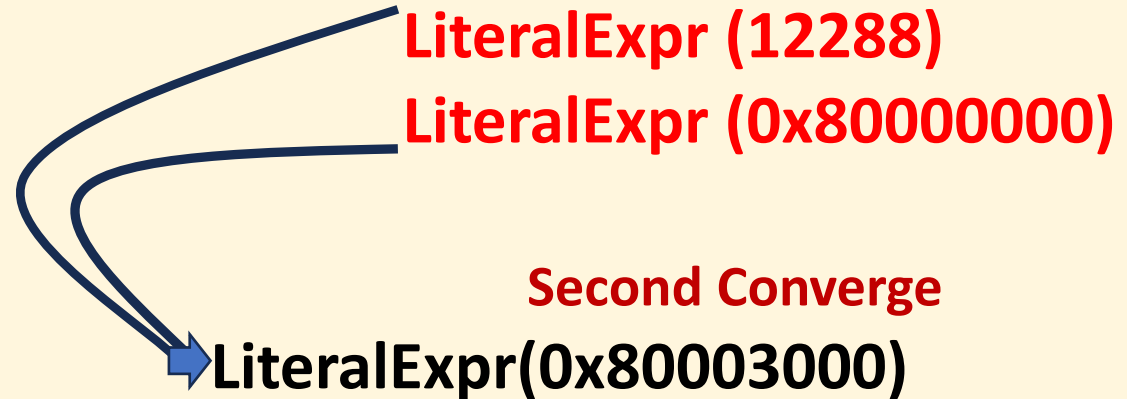 LiteralExpr (12288)
LiteralExpr (0x80000000)
Second Converge
LiteralExpr(0x80003000)